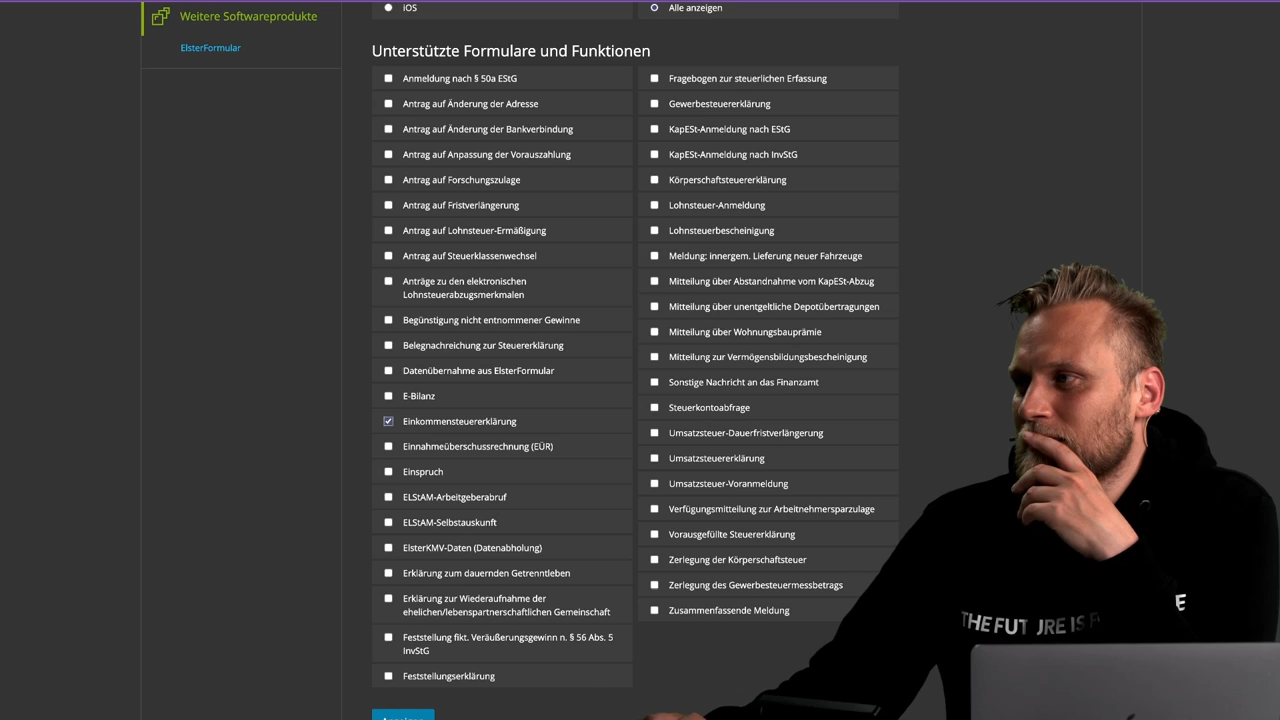 Weitere Softwareprodukte
ElsterFormular
iOS
Alle anzeigen
Unterstützte Formulare und Funktionen
Anmeldung nach § 50a EStG
Antrag auf Änderung der Adresse
Antrag auf Änderung der Bankverbindung
Antrag auf Anpassung der Vorauszahlung
Antrag auf Forschungszulage
Antrag auf Fristverlängerung
Antrag auf Lohnsteuer-Ermäßigung
Antrag auf Steuerklassenwechsel
Anträge zu den elektronischen
Lohnsteuerabzugsmerkmalen
Begünstigung nicht entnommener Gewinne
Belegnachreichung zur Steuererklärung
Datenübernahme aus ElsterFormular
E-Bilanz
Einkommensteuererklärung
Einnahmeüberschussrechnung (EÜR)
Einspruch
ELStAM-Arbeitgeberabruf
ELStAM-Selbstauskunft
ElsterKMV-Daten (Datenabholung)
Erklärung zum dauernden Getrenntleben
Erklärung zur Wiederaufnahme der
ehelichen/lebenspartnerschaftlichen Gemeinschaft
Feststellung fikt. Veräußerungsgewinn n. § 56 Abs. 5
InvStG
Feststellungserklärung
Fragebogen zur steuerlichen Erfassung
Gewerbesteuererklärung
KapESt-Anmeldung nach EStG
KapESt-Anmeldung nach InvStG
Körperschaftsteuererklärung
Lohnsteuer-Anmeldung
Lohnsteuerbescheinigung
Meldung: innergem. Lieferung neuer Fahrzeuge
Mitteilung über Abstandnahme vom KapESt-Abzug
Mitteilung über unentgeltliche Depotübertragungen
Mitteilung über Wohnungsbauprämie
Mitteilung zur Vermögensbildungsbescheinigung
Sonstige Nachricht an das Finanzamt
Steuerkontoabfrage
Umsatzsteuer-Dauerfristverlängerung
Umsatzsteuererklärung
Umsatzsteuer-Voranmeldung
Verfügungsmitteilung zur Arbeitnehmersparzulage
Vorausgefüllte Steuererklärung
Zerlegung der Körperschaftsteuer
Zerlegung des Gewerbesteuermessbetrags
Zusammenfassende Meldung
THE FUTURE IS